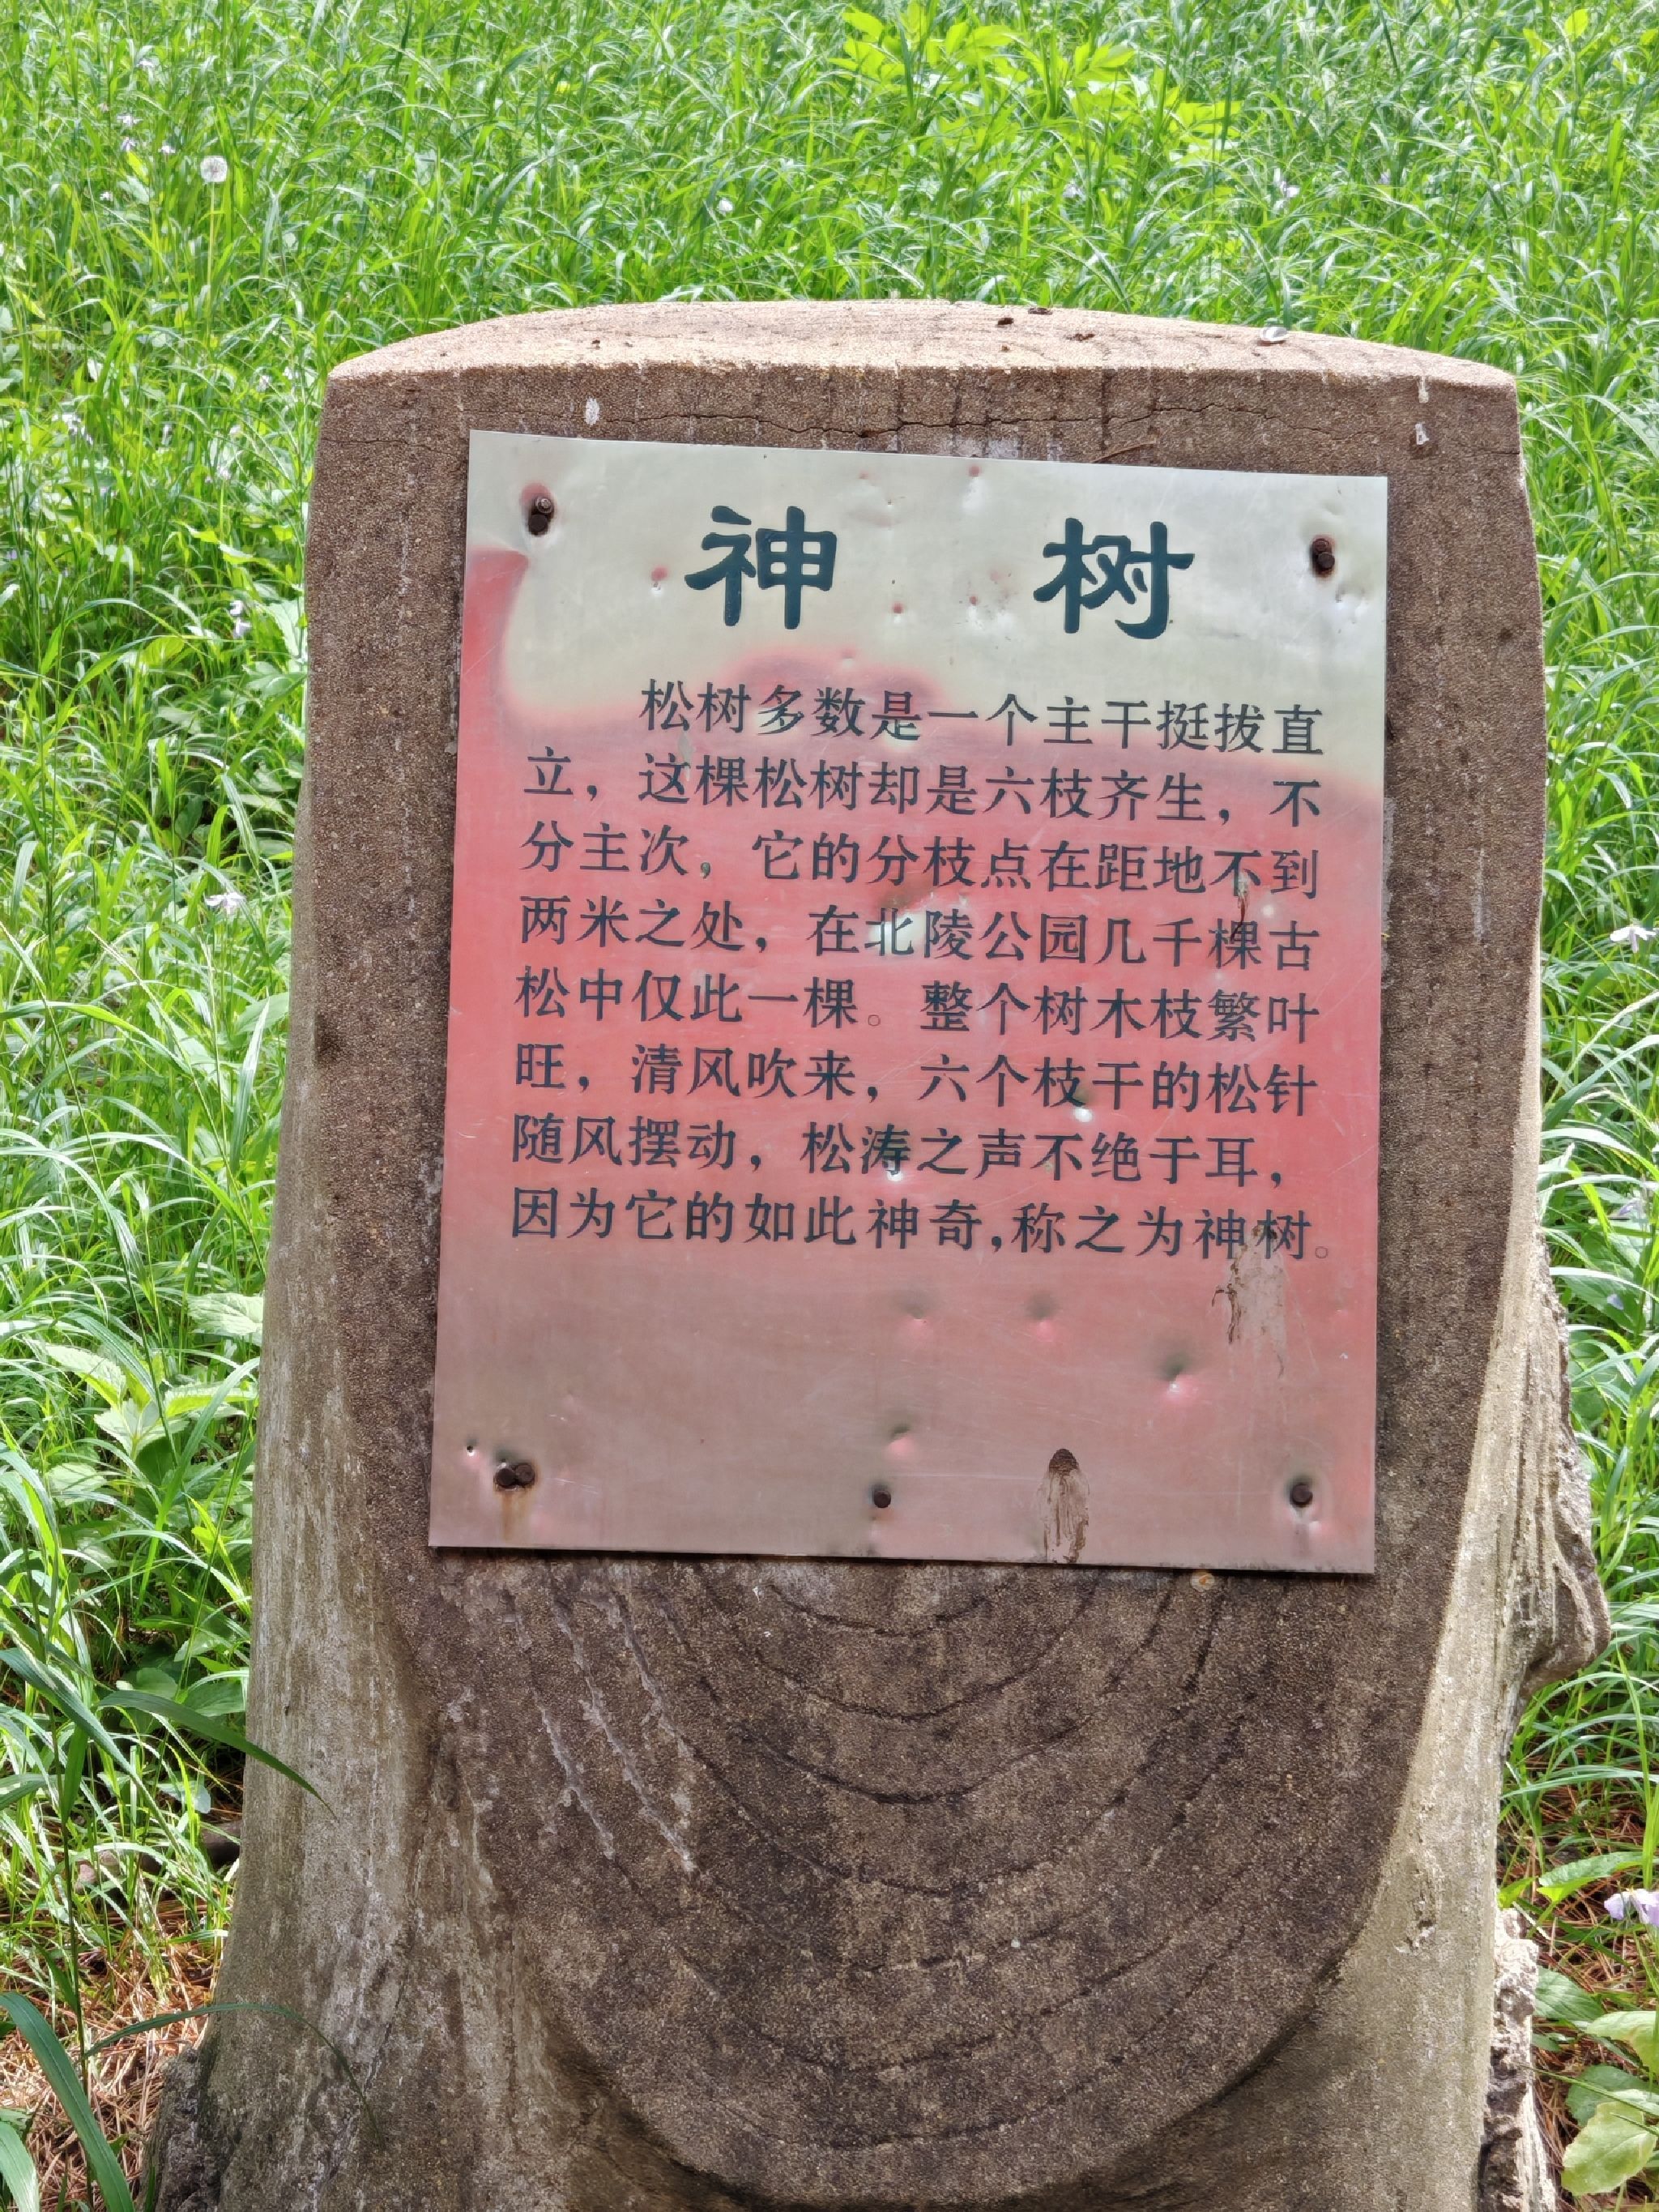 神 树
松树多数是一个主干挺拔直
立，这棵松树却是六枝齐生，不
分主次，它的分枝点在距地不到
两米之处，在北陵公园几千棵古
松中仅此一棵。整个树木枝繁叶
旺，清风吹来，六个枝干的松针
随风摆动，松涛之声不绝于耳，
因为它的如此神奇，称之为神树。